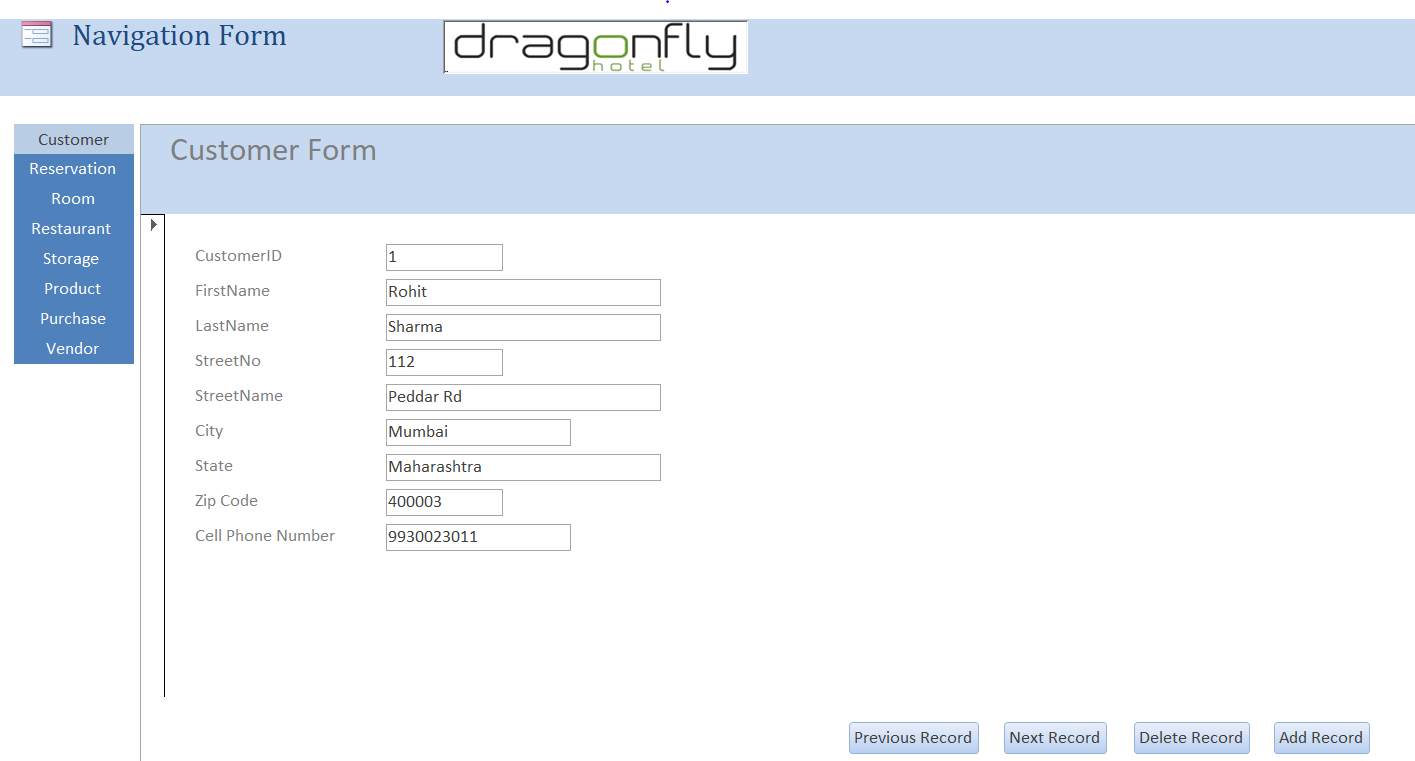 Navigation Form
dragonfly
hotel
Customer
Reservation
Room
Restaurant
Storage
Product
Purchase
Vendor
Customer Form
CustomerID 1
FirstName Rohit
LastName Sharma
StreetNo 112
StreetName Peddar Rd
City Mumbai
State Maharashtra
Zip Code 400003
Cell Phone Number 9930023011
Previous Record Next Record Delete Record Add Record